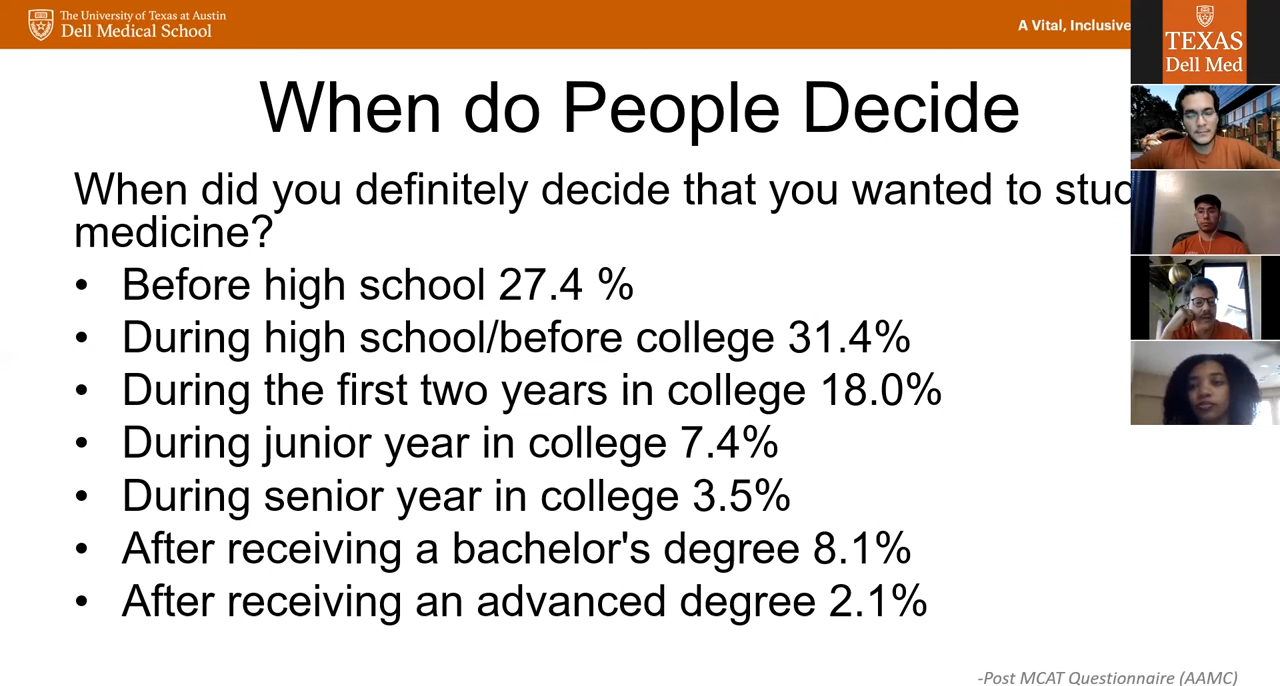 The University of Texas at Austin
Dell Medical School
A Vital, Inclusive
TEXAS
Dell Med
When do People Decide
When did you definitely decide that you wanted to stud
medicine?
• Before high school 27.4 %
• During high school/before college 31.4%
• During the first two years in college 18.0%
• During junior year in college 7.4%
• During senior year in college 3.5%
• After receiving a bachelor's degree 8.1%
• After receiving an advanced degree 2.1%
-Post MCAT Questionnaire (AAMC)